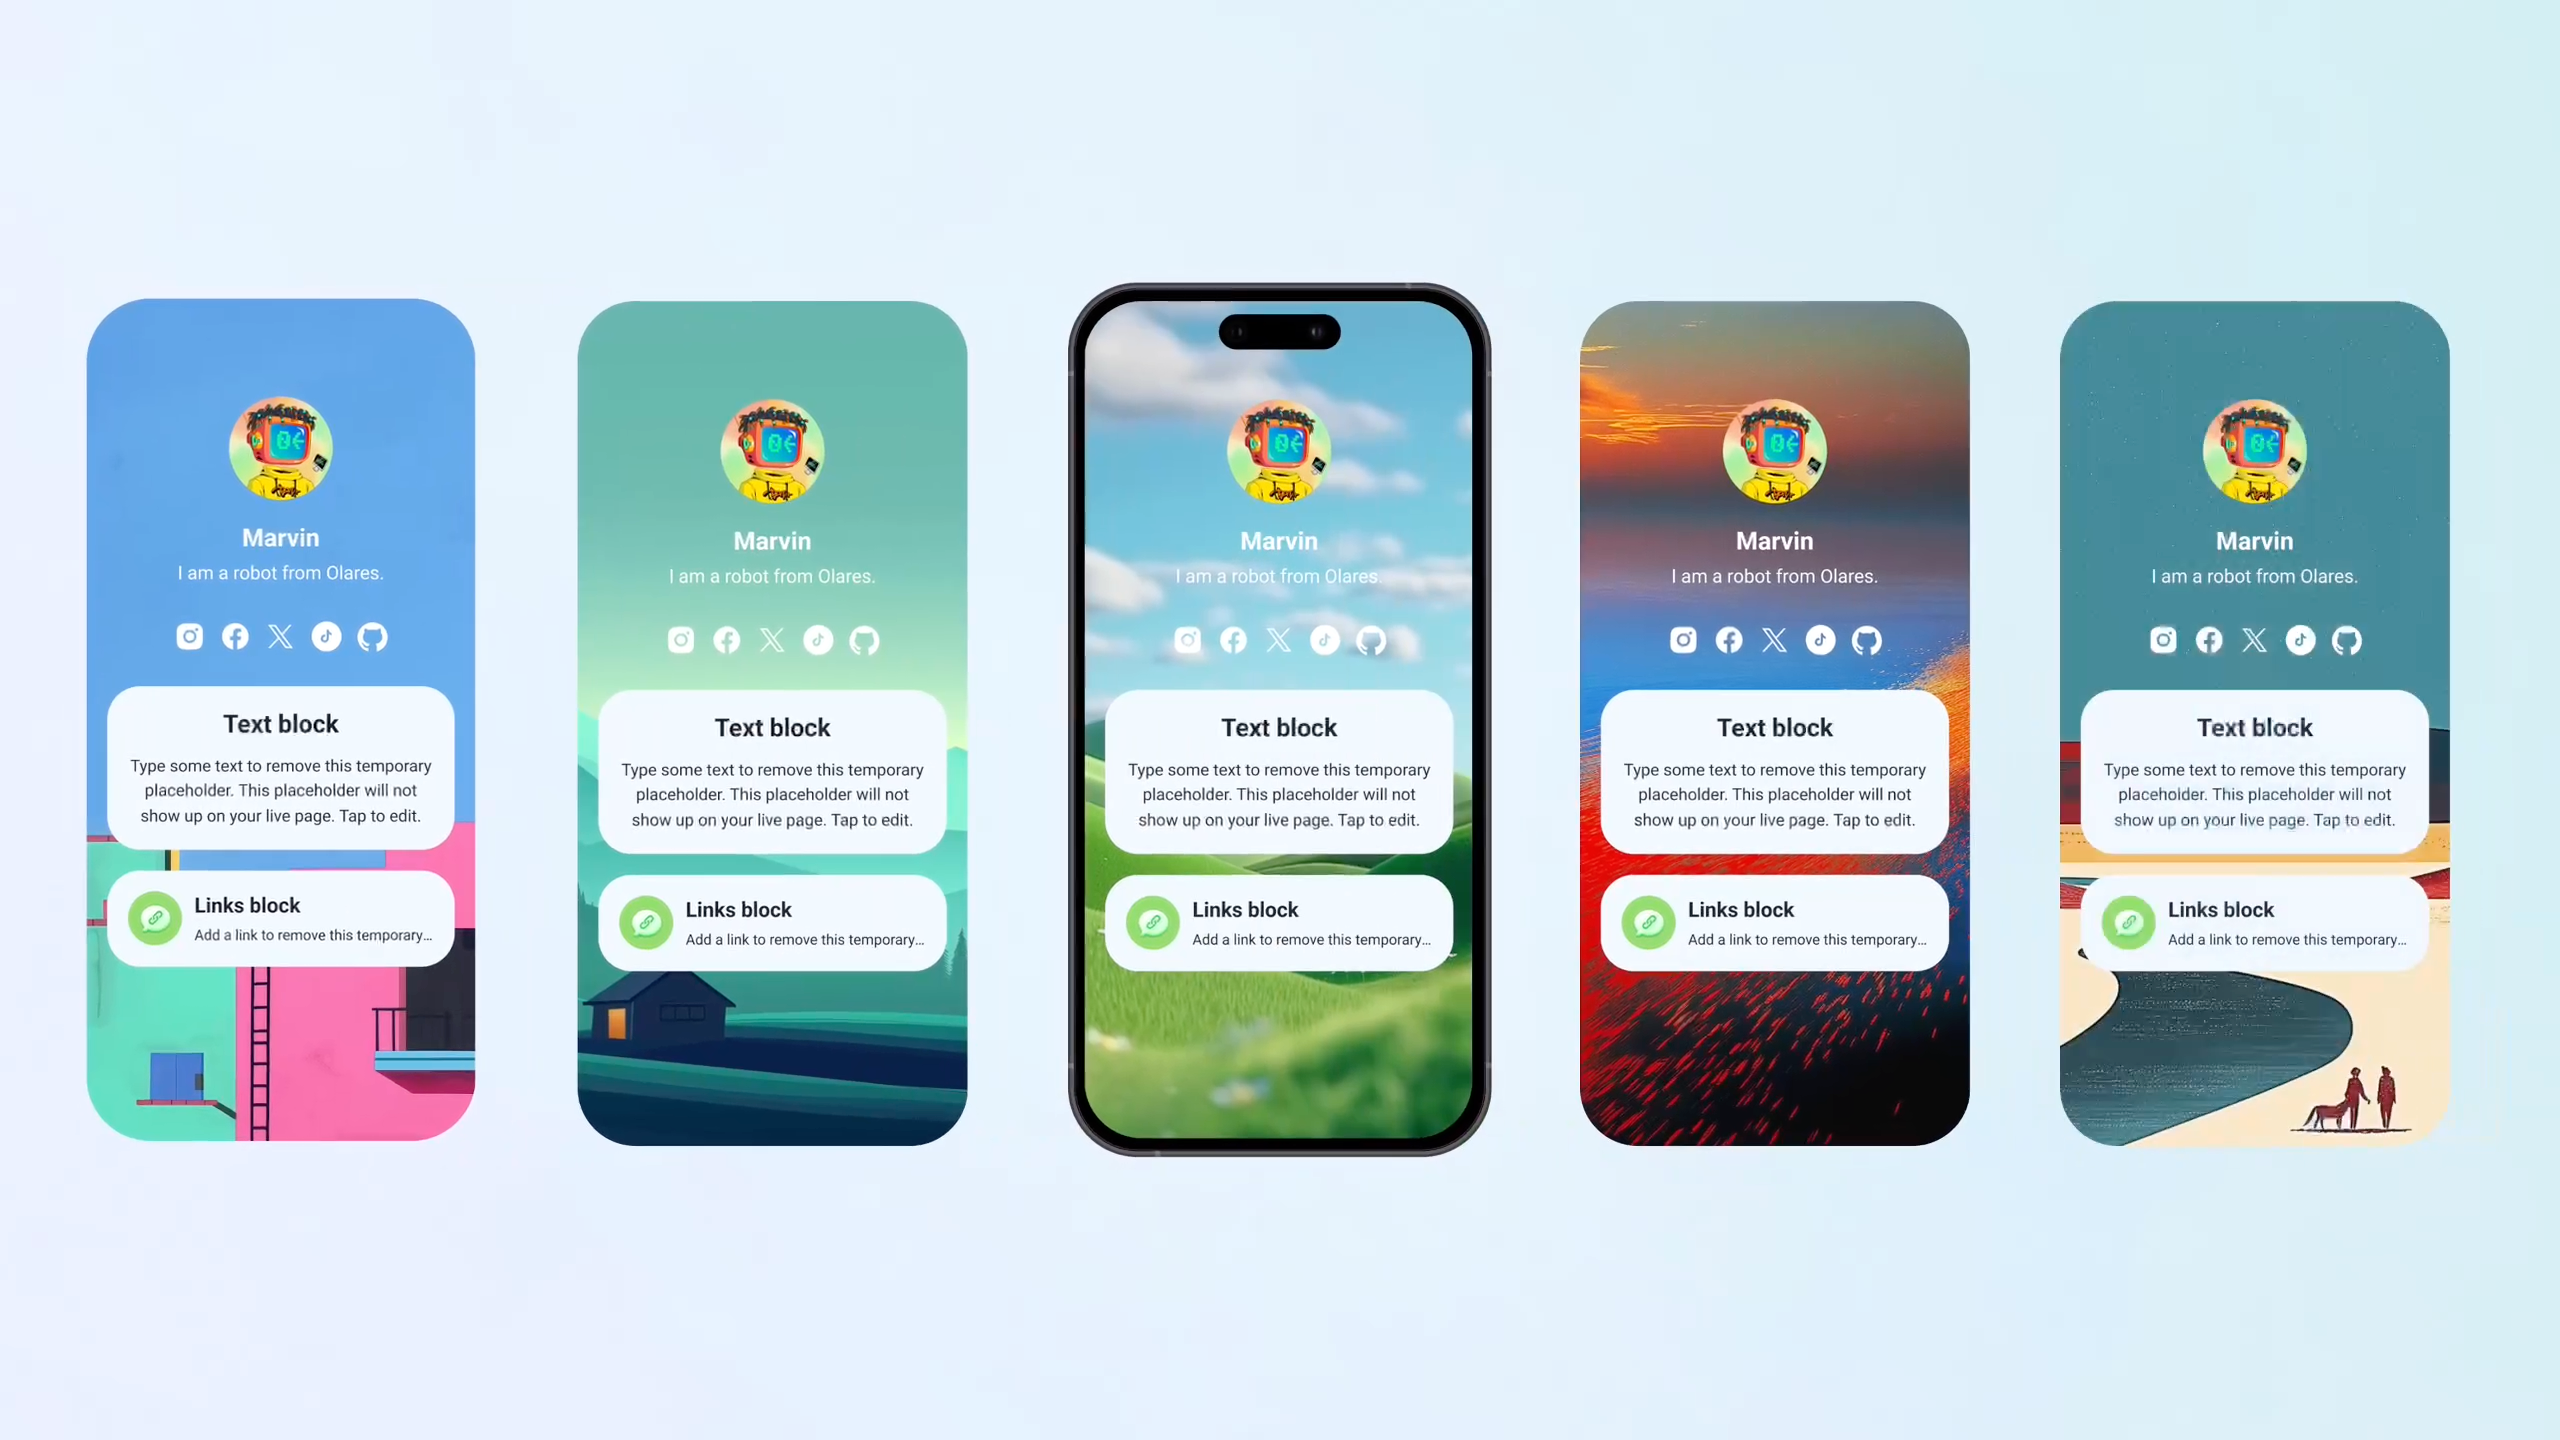 Marvin
I am a robot from Olares.
Text block
Type some text to remove this temporary
placeholder. This placeholder will not
show up on your live page. Tap to edit.
Links block
Add a link to remove this temporary...
Marvin
I am a robot from Olares.
Text block
Type some text to remove this temporary
placeholder. This placeholder will not
show up on your live page. Tap to edit.
Links block
Add a link to remove this temporary...
Marvin
I am a robot from Olares.
Text block
Type some text to remove this temporary
placeholder. This placeholder will not
show up on your live page. Tap to edit.
Links block
Add a link to remove this temporary...
Marvin
I am a robot from Olares.
Text block
Type some text to remove this temporary
placeholder. This placeholder will not
show up on your live page. Tap to edit.
Links block
Add a link to remove this temporary...
Marvin
I am a robot from Olares.
Text block
Type some text to remove this temporary
placeholder. This placeholder will not
show up on your live page. Tap to edit.
Links block
Add a link to remove this temporary...